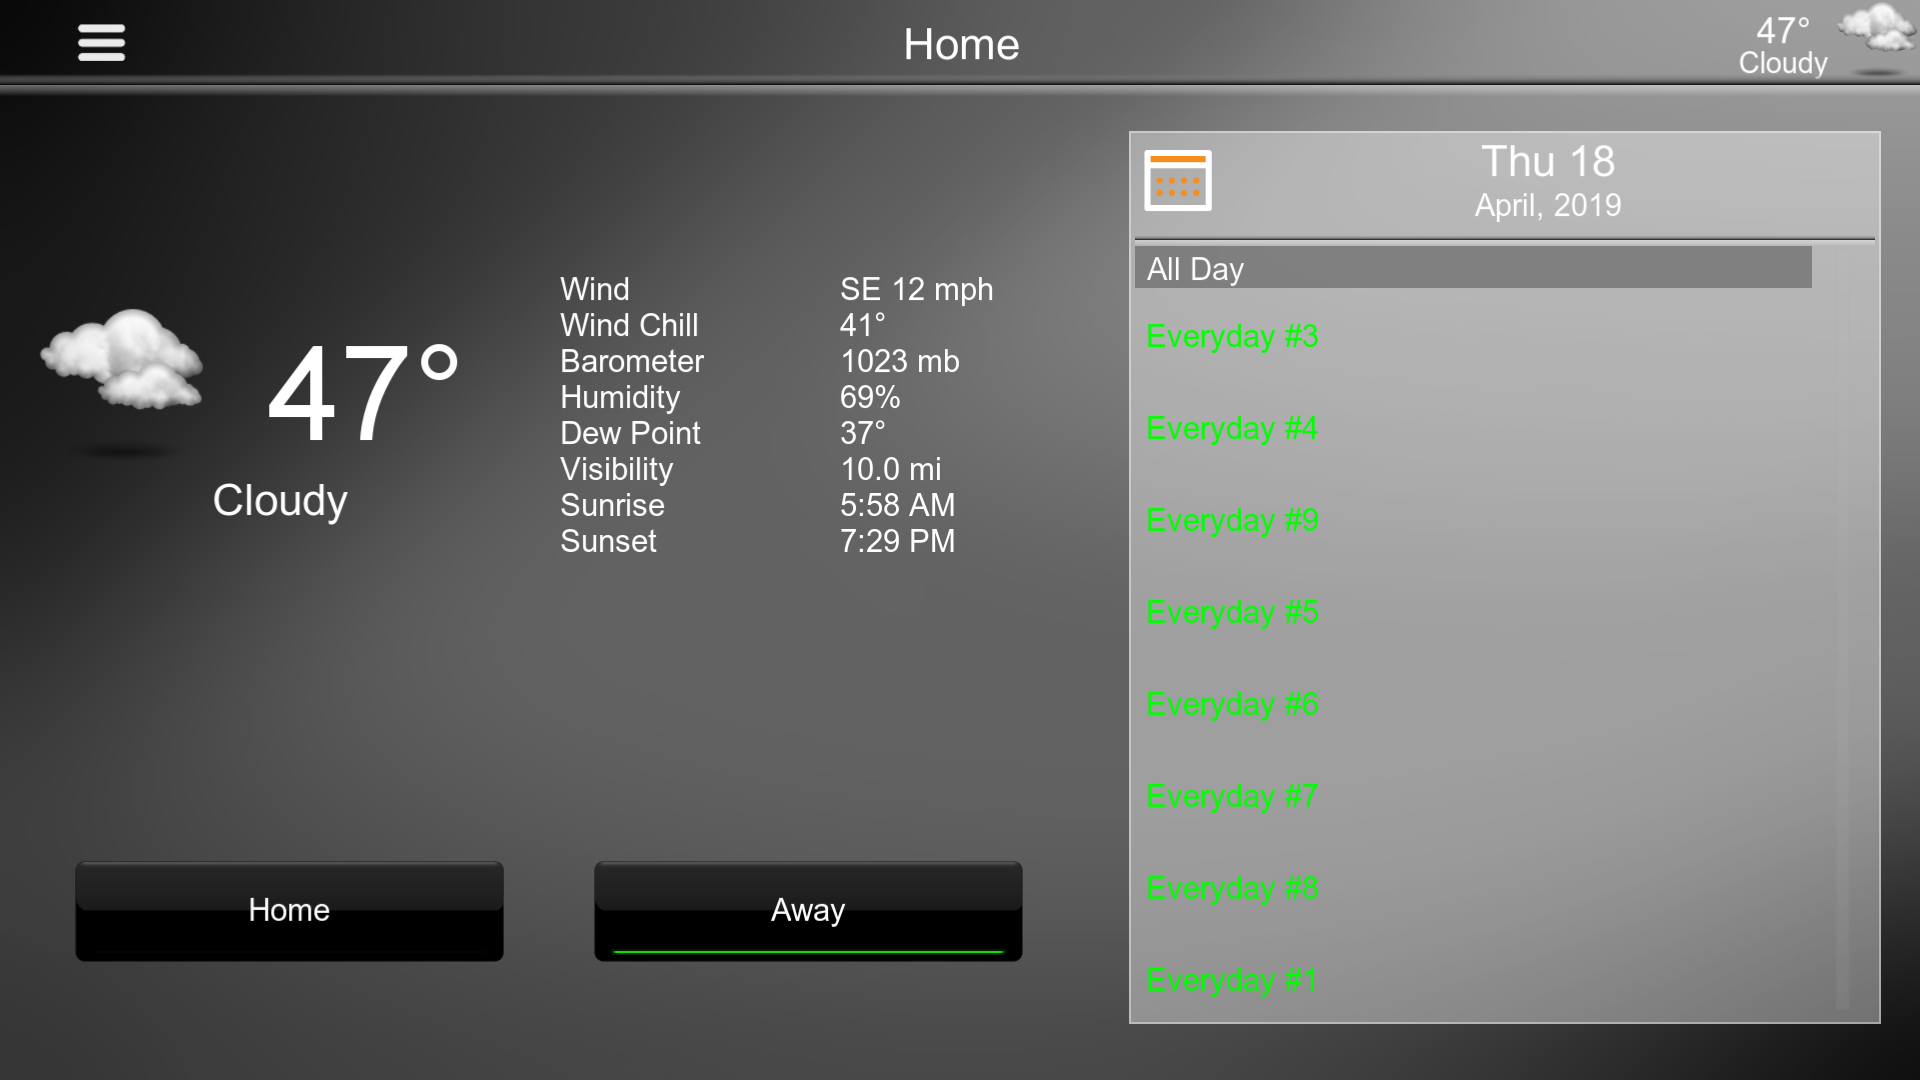 Home
47°
Cloudy
47°
Cloudy
Wind SE 12 mph
Wind Chill 41°
Barometer 1023 mb
Humidity 69%
Dew Point 37°
Visibility 10.0 mi
Sunrise 5:58 AM
Sunset 7:29 PM
Home
Away
Thu 18
April, 2019
All Day
Everyday #3
Everyday #4
Everyday #9
Everyday #5
Everyday #6
Everyday #7
Everyday #8
Everyday #1